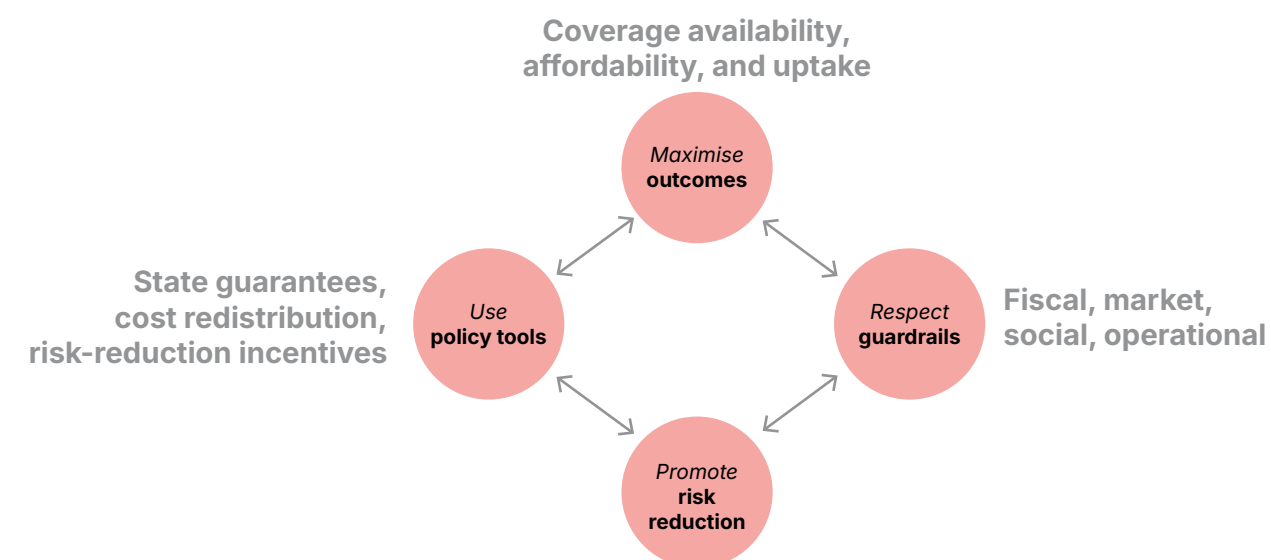 Coverage availability,
affordability, and uptake
Maximise
outcomes
State guarantees,
cost redistribution,
risk-reduction incentives
Use
policy tools
Respect
guardrails
Fiscal, market,
social, operational
Promote
risk
reduction